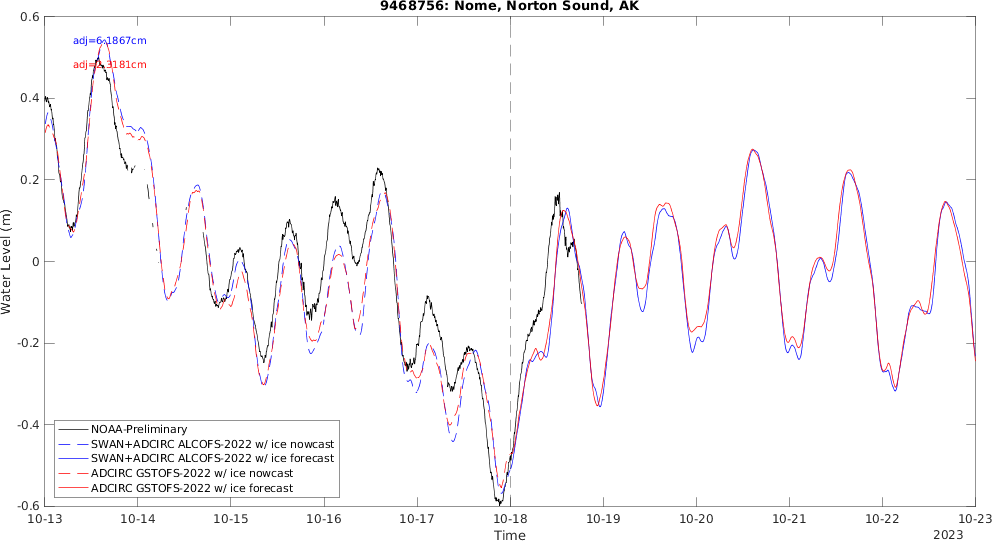 9468756: Nome, Norton Sound, AK
adj=6.1867cm
3181cm
Water Level (m)
0.6
0.4
0.2
0
-0.2
-0.4
-0.6
NOAA-Preliminary
SWAN+ADCIRC ALCOFS-2022 w/ ice nowcast
SWAN+ADCIRC ALCOFS-2022 w/ ice forecast
ADCIRC GSTOFS-2022 w/ ice nowcast
ADCIRC GSTOFS-2022 w/ ice forecast
10-13 10-14 10-15 10-16 10-17 10-18 10-19 10-20 10-21 10-22 10-23
Time
2023